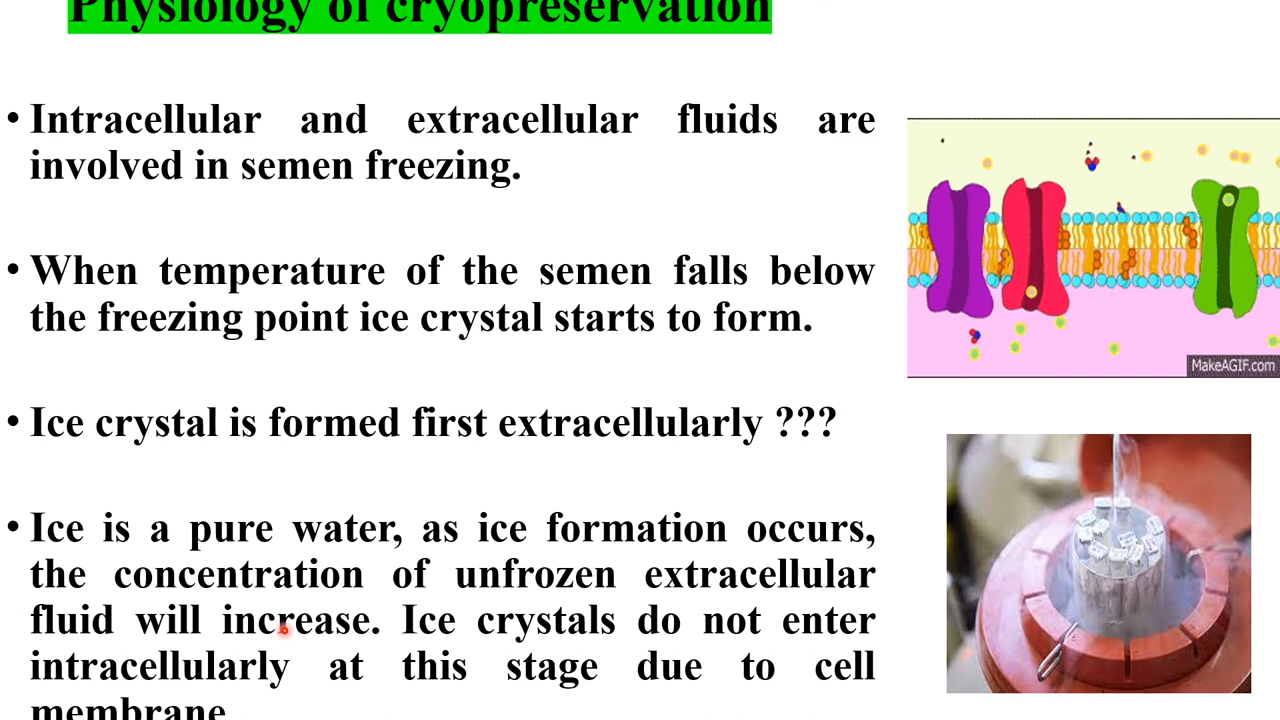 Physiology of cryopreservation
• Intracellular and extracellular fluids are
involved in semen freezing.
• When temperature of the semen falls below
the freezing point ice crystal starts to form.
• Ice crystal is formed first extracellularly ???
• Ice is a pure water, as ice formation occurs,
the concentration of unfrozen extracellular
fluid will increase. Ice crystals do not enter
intracellularly at this stage due to cell
membrane
MakeAGIF.com